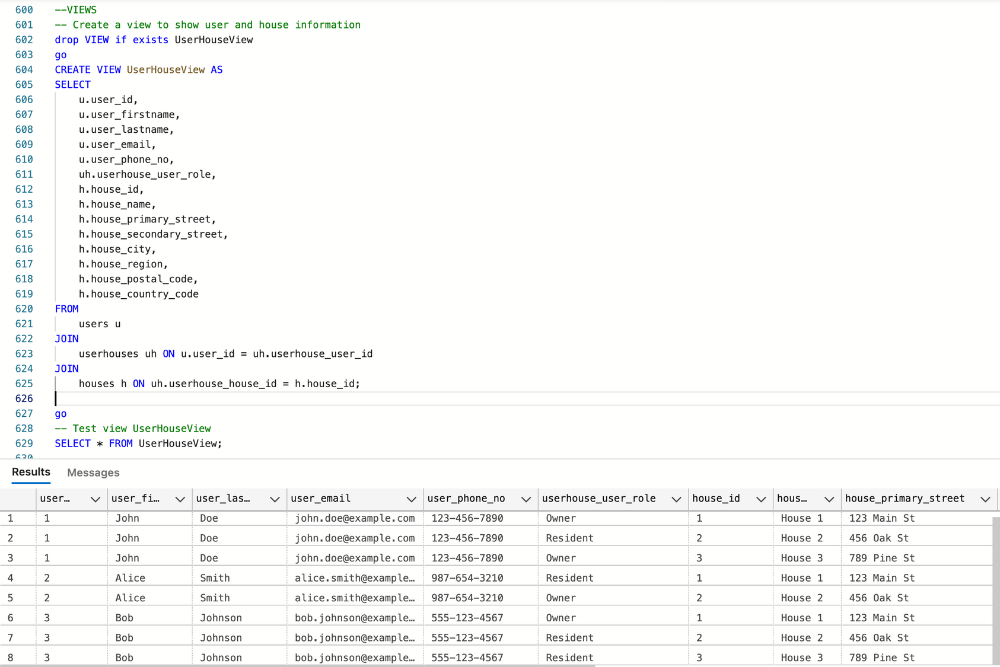 600 --VIEWS
601 -- Create a view to show user and house information
602 drop VIEW if exists UserHouseView
603 go
604 CREATE VIEW UserHouseView AS
605 SELECT
606 u.user_id,
607 u.user_firstname,
608 u.user_lastname,
609 u.user_email,
610 u.user_phone_no,
611 uh.userhouse_user_role,
612 h.house_id,
613 h.house_name,
614 h.house_primary_street,
615 h.house_secondary_street,
616 h.house_city,
617 h.house_region,
618 h.house_postal_code,
619 h.house_country_code
620 FROM
621 users u
622 JOIN
623 userhouses uh ON u.user_id = uh.userhouse_user_id
624 JOIN
625 houses h ON uh.userhouse_house_id = h.house_id;
626
627 go
628 -- Test view UserHouseView
629 SELECT * FROM UserHouseView;
630
Results Messages
user… user_fi… user_las… user_email user_phone_no userhouse_user_role house_id hous… house_primary_street
1 1 John Doe john.doe@example.com 123-456-7890 Owner 1 House 1 123 Main St
2 1 John Doe john.doe@example.com 123-456-7890 Resident 2 House 2 456 Oak St
3 1 John Doe john.doe@example.com 123-456-7890 Owner 3 House 3 789 Pine St
4 2 Alice Smith alice.smith@example… 987-654-3210 Resident 1 House 1 123 Main St
5 2 Alice Smith alice.smith@example… 987-654-3210 Owner 2 House 2 456 Oak St
6 3 Bob Johnson bob.johnson@example… 555-123-4567 Owner 1 House 1 123 Main St
7 3 Bob Johnson bob.johnson@example… 555-123-4567 Resident 2 House 2 456 Oak St
8 3 Bob Johnson bob.johnson@example… 555-123-4567 Resident 3 House 3 789 Pine St